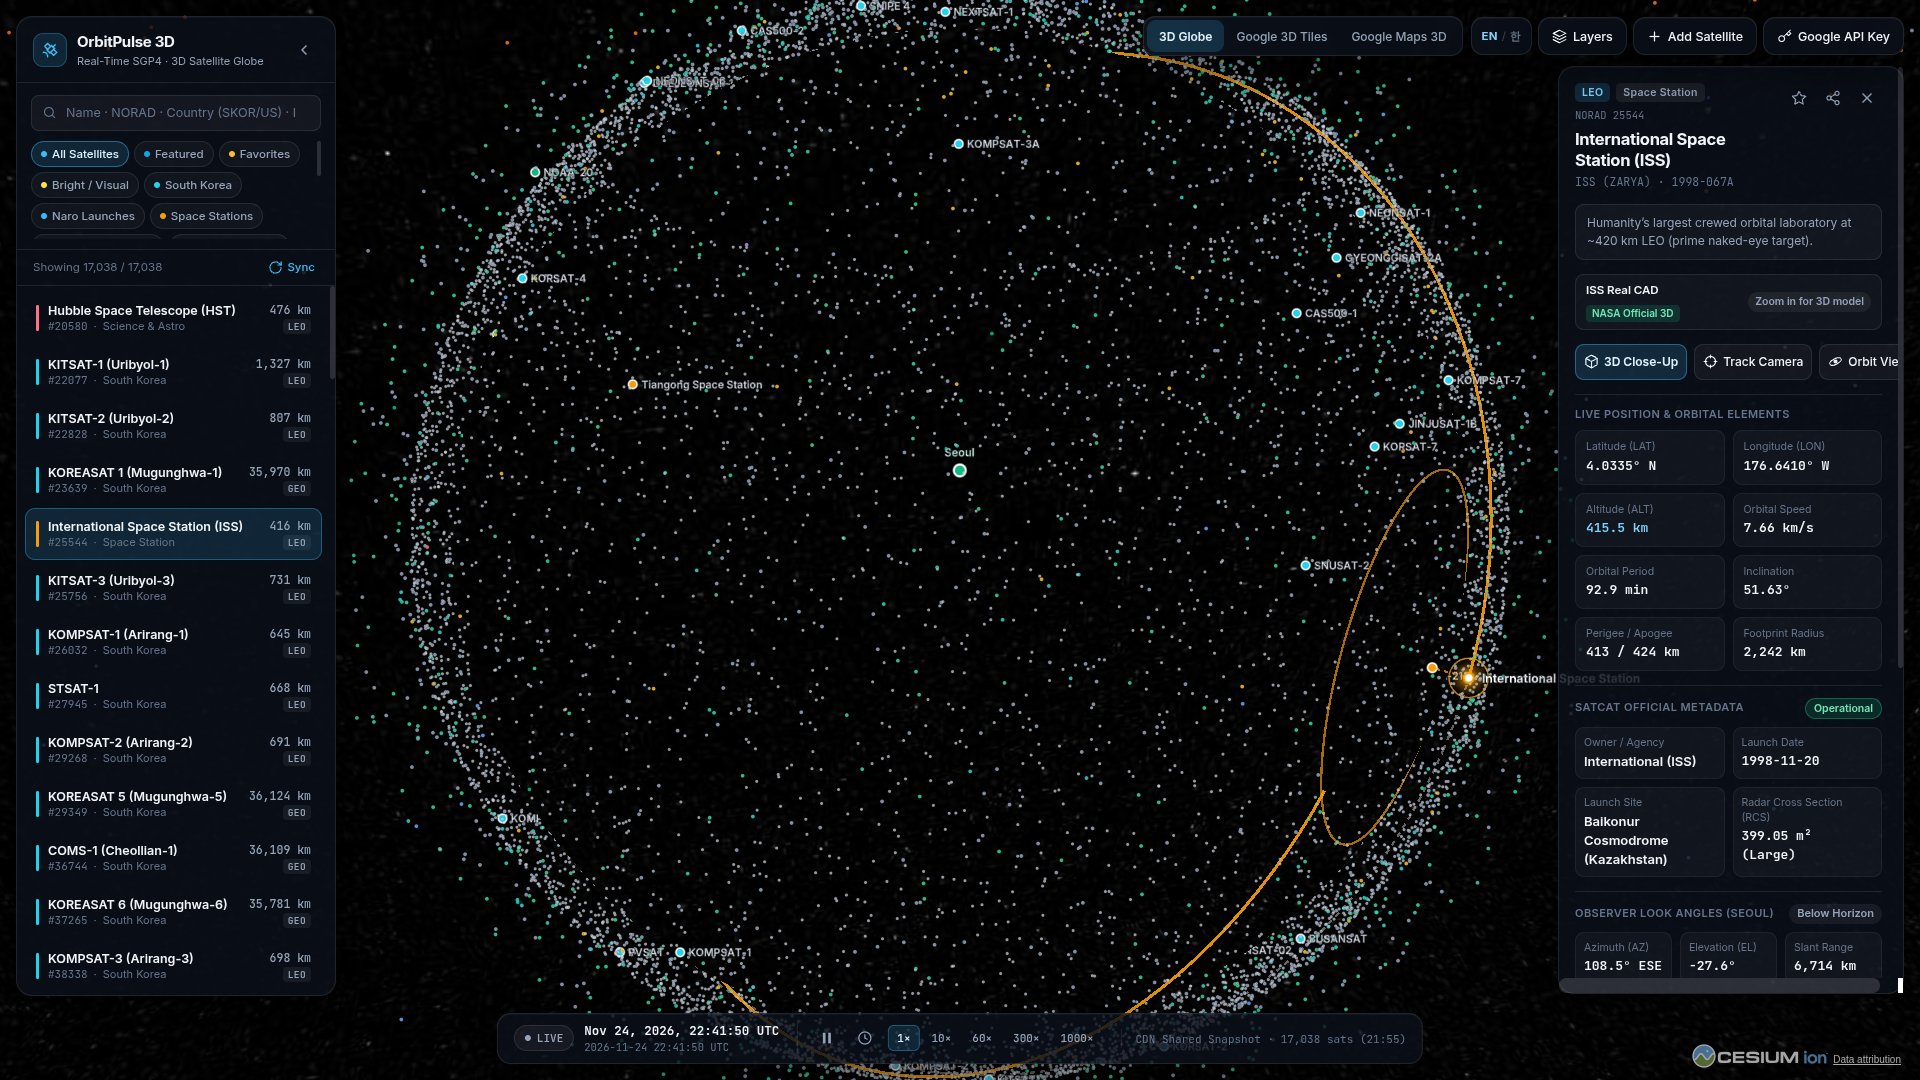 OrbitPulse 3D
Real-Time SGP4 · 3D Satellite Globe
Name · NORAD · Country (SKOR/US) · I
All Satellites
Featured
Favorites
Bright / Visual
South Korea
Naro Launches
Space Stations
Showing 17,038 / 17,038
Sync
Hubble Space Telescope (HST) 476 km
#20580 · Science & Astro LEO
KITSAT-1 (Uribyol-1) 1,327 km
#22077 · South Korea LEO
KITSAT-2 (Uribyol-2) 807 km
#22828 · South Korea LEO
KOREASAT 1 (Mugunghwa-1) 35,970 km
#23639 · South Korea GEO
International Space Station (ISS) 416 km
#25544 · Space Station LEO
KITSAT-3 (Uribyol-3) 731 km
#25756 · South Korea LEO
KOMPSAT-1 (Arirang-1) 645 km
#26032 · South Korea LEO
STSAT-1 668 km
#27945 · South Korea LEO
KOMPSAT-2 (Arirang-2) 691 km
#29268 · South Korea LEO
KOREASAT 5 (Mugunghwa-5) 36,124 km
#29349 · South Korea GEO
COMS-1 (Cheollian-1) 36,109 km
#36744 · South Korea GEO
KOREASAT 6 (Mugunghwa-6) 35,781 km
#37265 · South Korea GEO
KOMPSAT-3 (Arirang-3) 698 km
#38338 · South Korea LEO
SNIPE 4
NEXTSAT-1
CAS500-2
KOMPSAT-3A
NOAA-20
NEONSAT-1
GYEONGGISAT-2A
KORSAT-4
CAS500-1
Tiangong Space Station
KOMPSAT-7
JINJUSAT-1B
KOPSAT-7
Seoul
SNUSAT-2
International Space Station
BUSANSAT
KOMPSAT-1
3D Globe
Google 3D Tiles
Google Maps 3D
EN / 한
Layers
Add Satellite
Google API Key
LEO
Space Station
NORAD 25544
International Space
Station (ISS)
ISS (ZARYA) · 1998-067A
Humanity's largest crewed orbital laboratory at
~420 km LEO (prime naked-eye target).
ISS Real CAD
NASA Official 3D
Zoom in for 3D model
3D Close-Up
Track Camera
Orbit Vie
LIVE POSITION & ORBITAL ELEMENTS
Latitude (LAT)
4.0335° N
Longitude (LON)
176.6410° W
Altitude (ALT)
415.5 km
Orbital Speed
7.66 km/s
Orbital Period
92.9 min
Inclination
51.63°
Perigee / Apogee
413 / 424 km
Footprint Radius
2,242 km
SATCAT OFFICIAL METADATA
Operational
Owner / Agency
International (ISS)
Launch Date
1998-11-20
Launch Site
Baikonur
Cosmodrome
(Kazakhstan)
Radar Cross Section
(RCS)
399.05 m²
(Large)
OBSERVER LOOK ANGLES (SEOUL)
Below Horizon
Azimuth (AZ)
108.5° ESE
Elevation (EL)
-27.6°
Slant Range
6,714 km
LIVE
Nov 24, 2026, 22:41:50 UTC
2026-11-24 22:41:50 UTC
1×
10×
60×
300×
1000×
CDN Shared Snapshot · 17,038 sats (21:55)
CESIUM ion
Data attribution